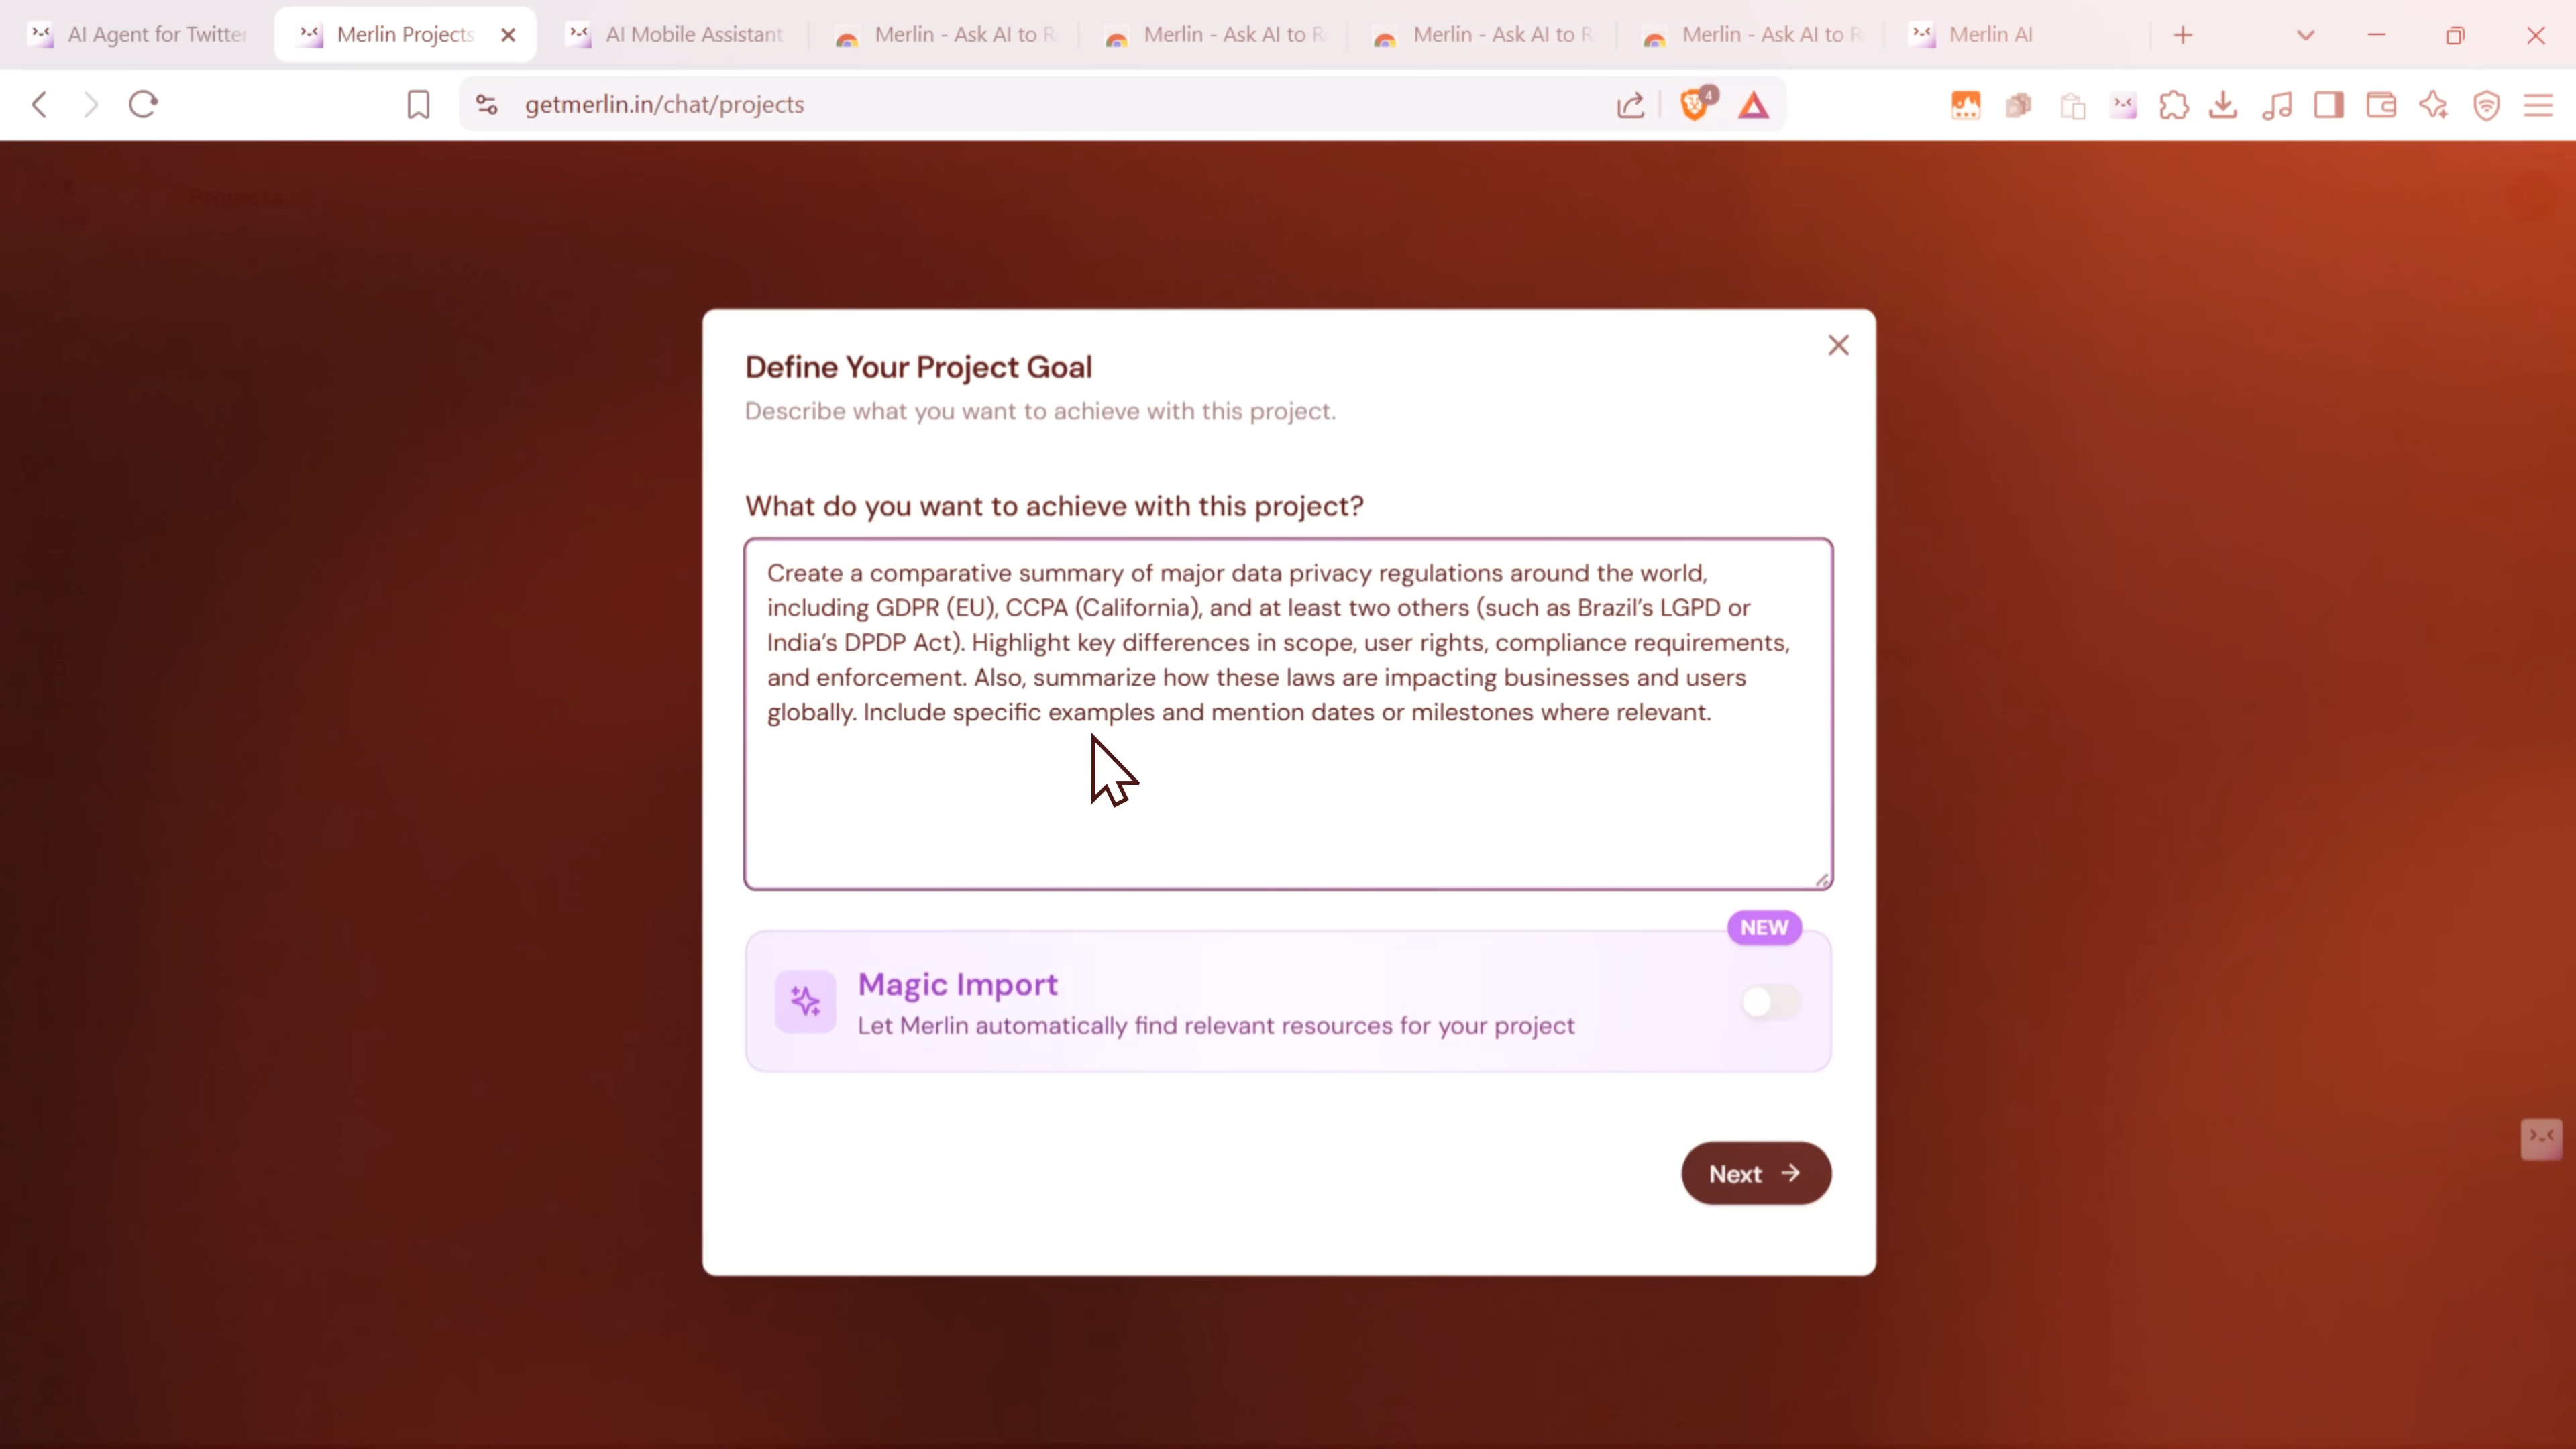 AI Agent for Twitter
Merlin Projects
AI Mobile Assistant
Merlin - Ask AI to R
Merlin - Ask AI to R
Merlin - Ask AI to R
Merlin - Ask AI to R
Merlin AI
getmerlin.in/chat/projects
4
Projects
Define Your Project Goal
Describe what you want to achieve with this project.
What do you want to achieve with this project?
Create a comparative summary of major data privacy regulations around the world,
including GDPR (EU), CCPA (California), and at least two others (such as Brazil's LGPD or
India's DPDP Act). Highlight key differences in scope, user rights, compliance requirements,
and enforcement. Also, summarize how these laws are impacting businesses and users
globally. Include specific examples and mention dates or milestones where relevant.
NEW
Magic Import
Let Merlin automatically find relevant resources for your project
Next